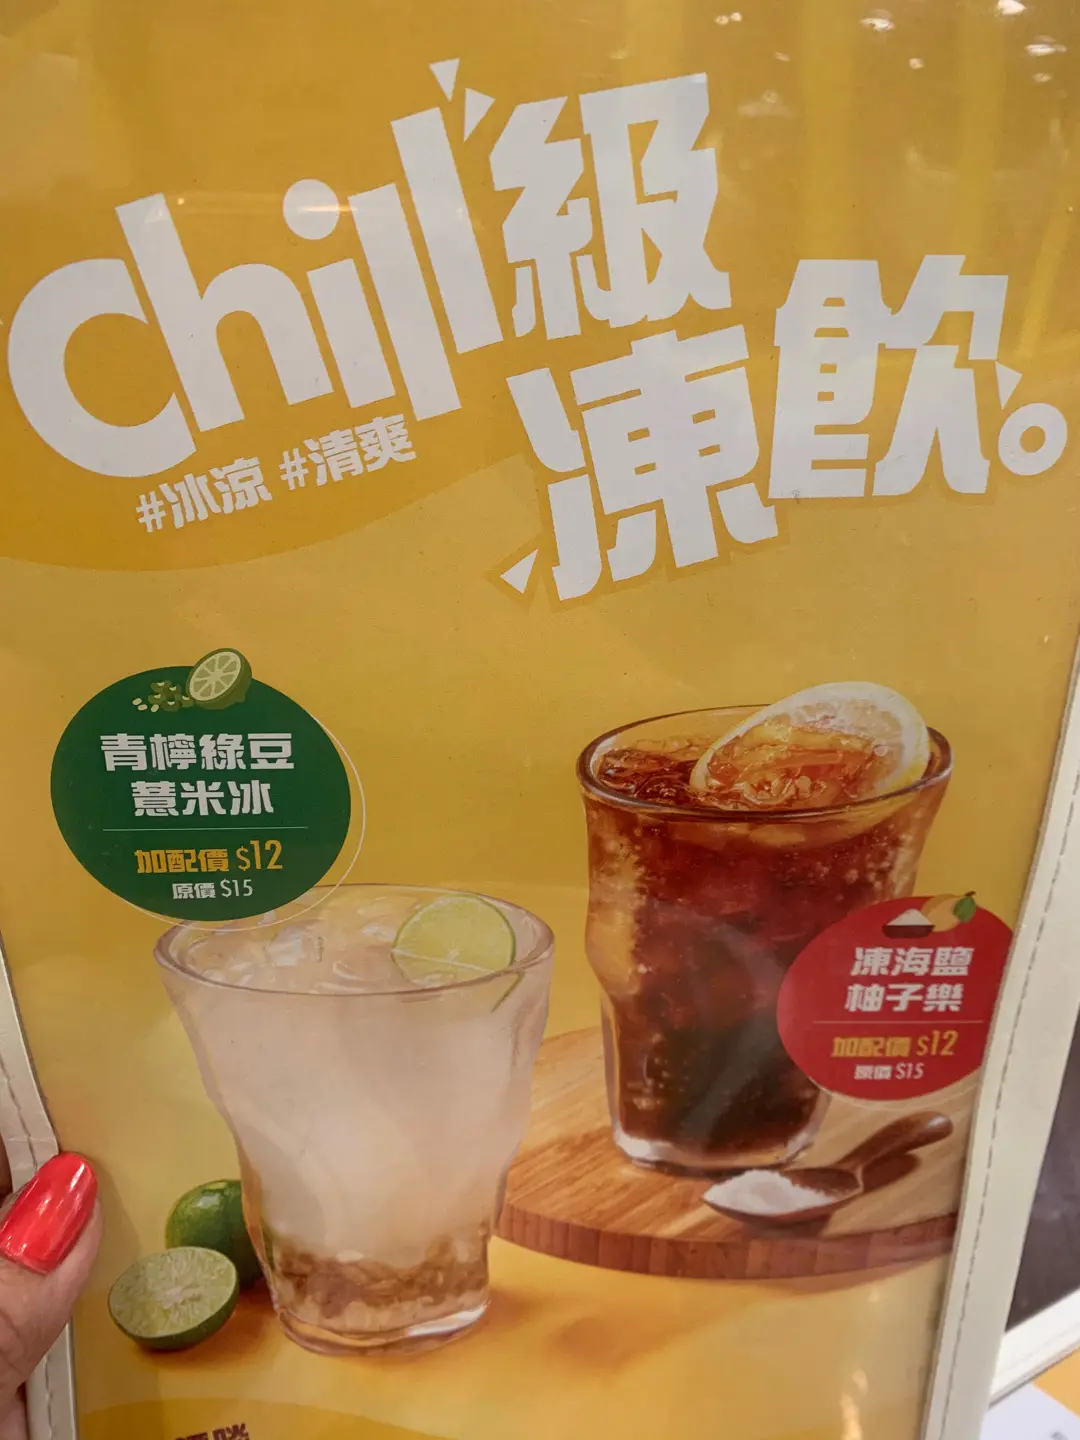 Chill級
凍飲。
#冰涼 #清爽
青檸綠豆
薏米冰
加配價 $12
原價 $15
凍海鹽
柚子樂
加配價 $12
原價 $15